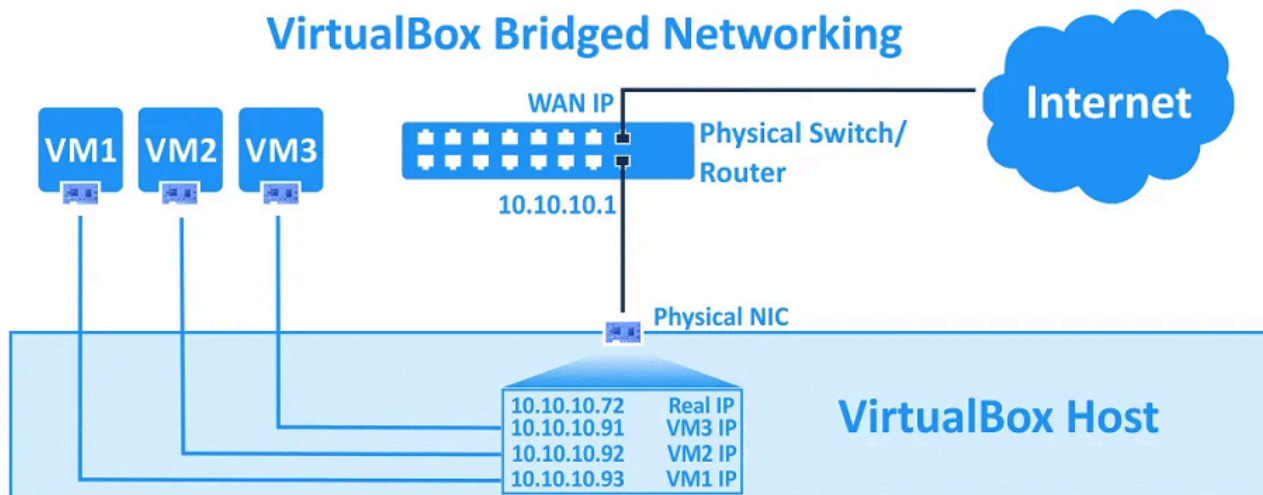 VirtualBox Bridged Networking
WAN IP
Internet
VM1
VM2
VM3
Physical Switch/
Router
10.10.10.1
Physical NIC
10.10.10.72 Real IP
10.10.10.91 VM3 IP
10.10.10.92 VM2 IP
10.10.10.93 VM1 IP
VirtualBox Host